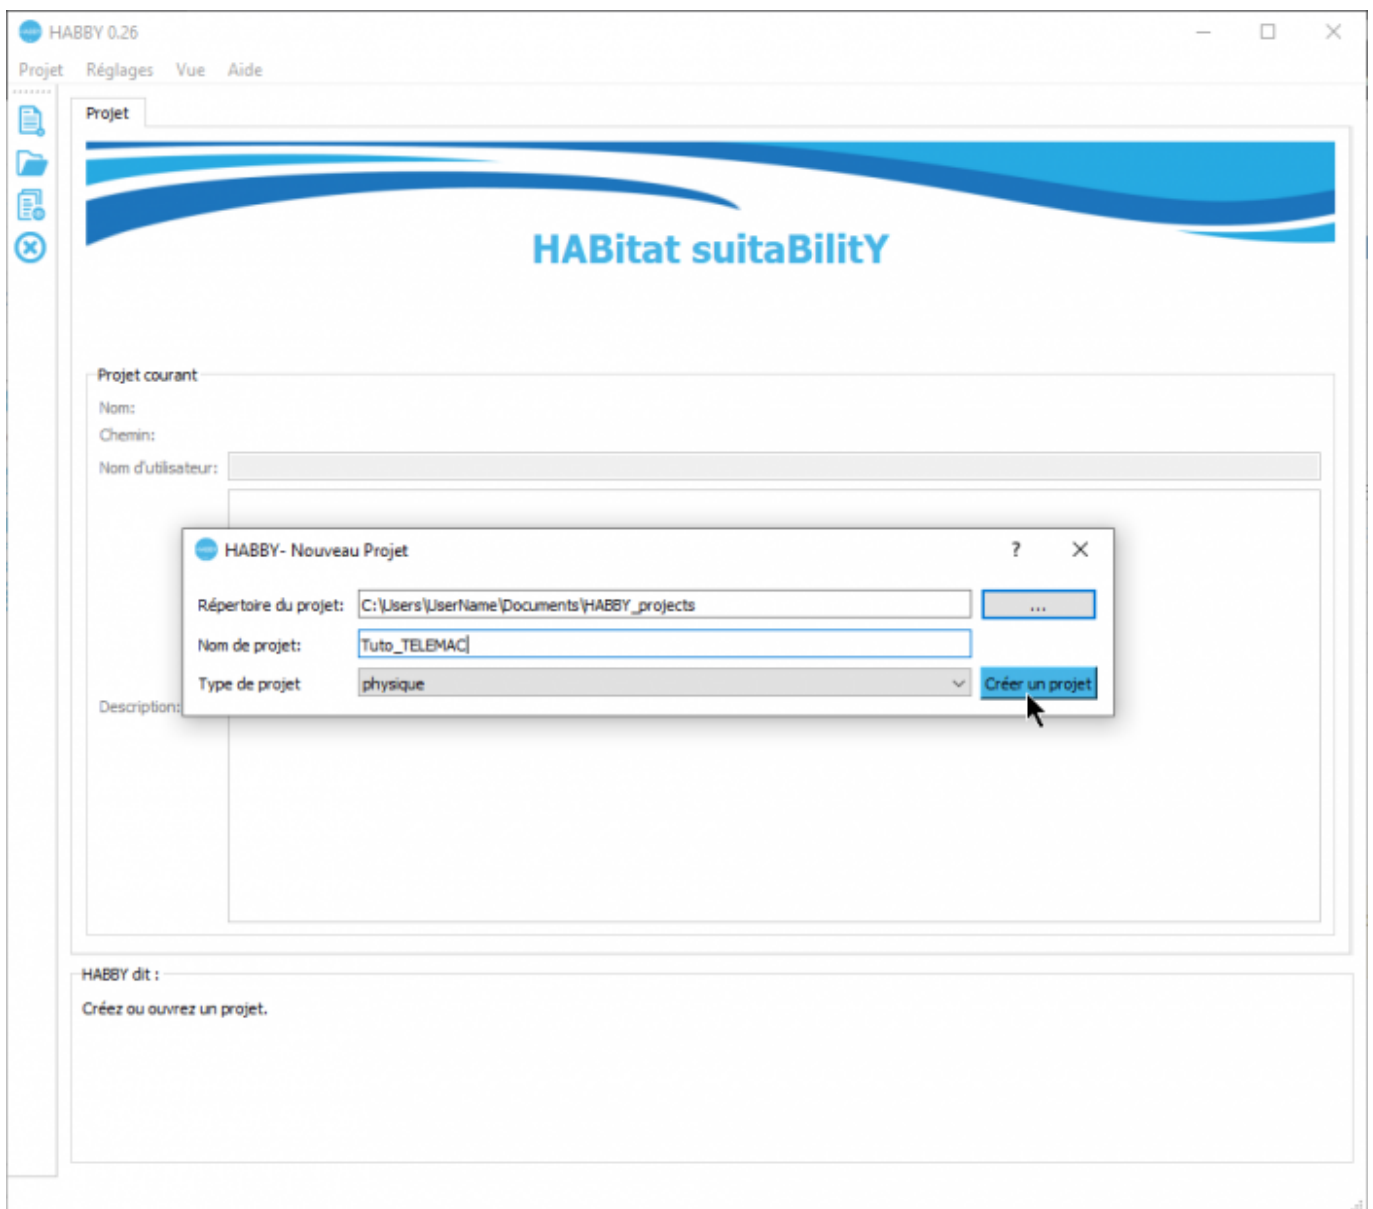 HABBY 0.26
Projet Réglages Vue Aide
Projet
HABitat suitaBilitY
Projet courant
Nom:
Chemin:
Nom d'utilisateur:
HABBY- Nouveau Projet ?
Répertoire du projet: C:\Users\UserName\Documents\HABBY_projects ...
Nom de projet: Tuto_TELEMAC
Type de projet physique Créer un projet
Description:
HABBY dit :
Créez ou ouvrez un projet.